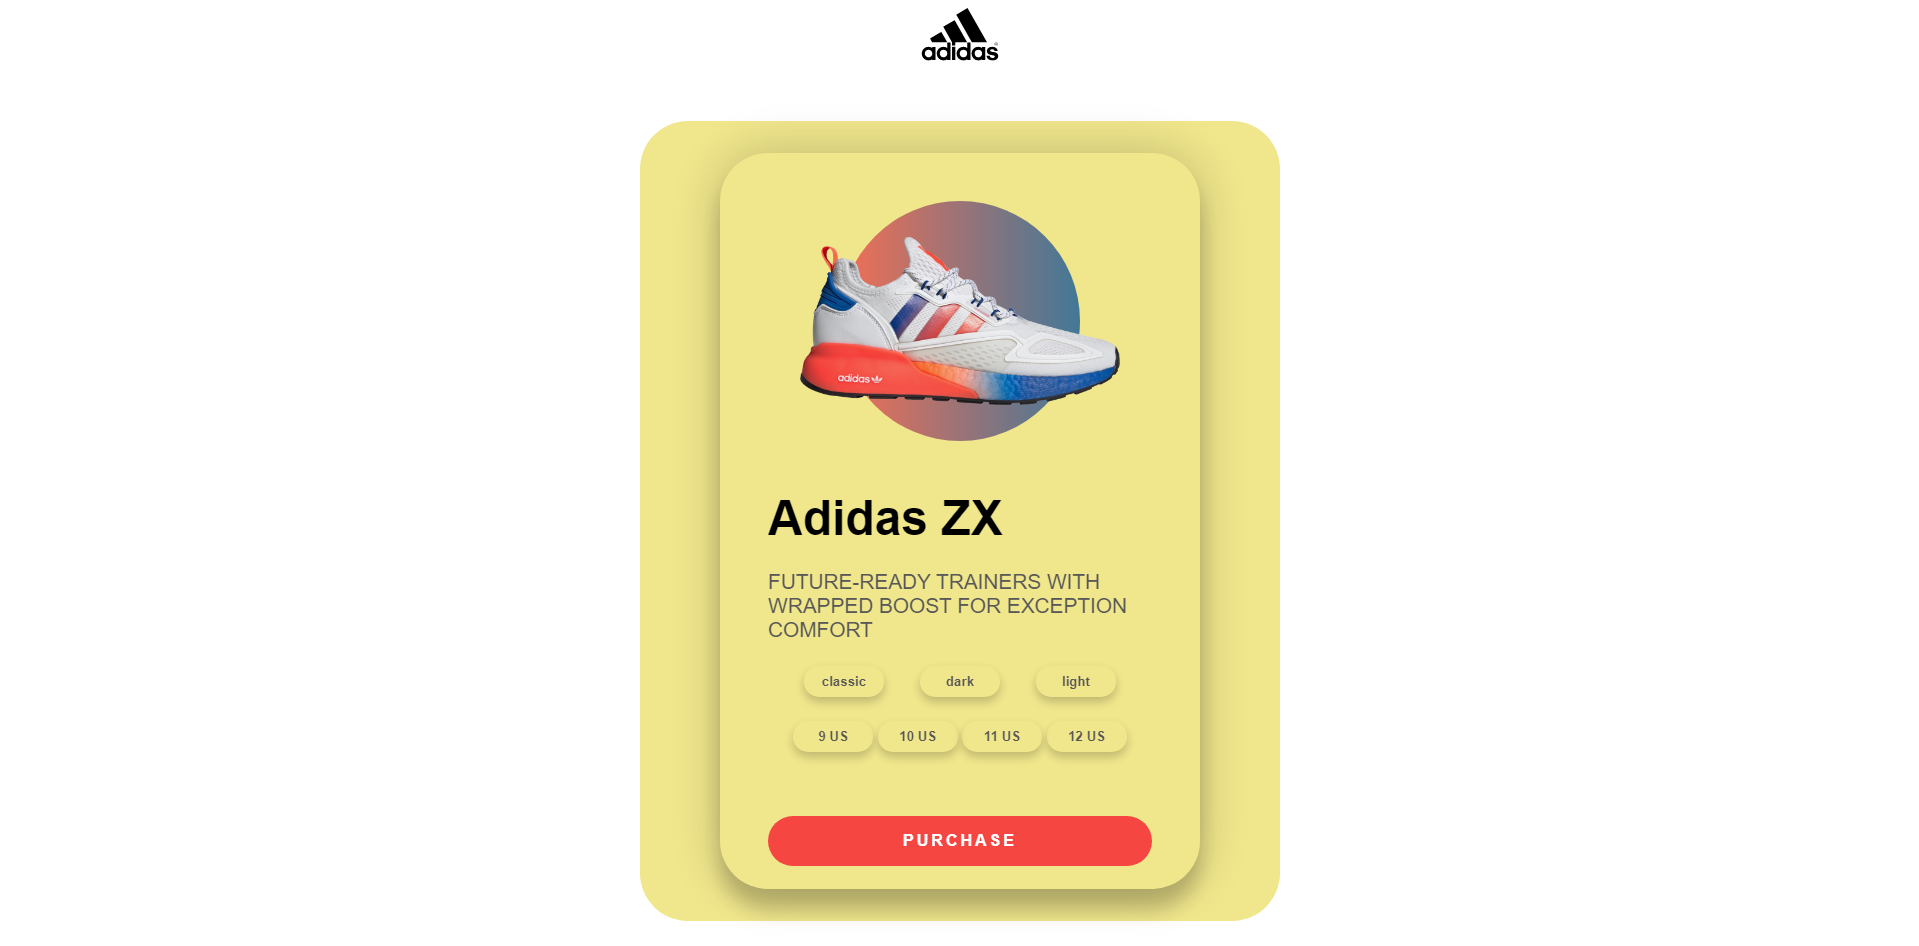 adidas
adidas
Adidas ZX
FUTURE-READY TRAINERS WITH
WRAPPED BOOST FOR EXCEPTION
COMFORT
classic dark light
9 US 10 US 11 US 12 US
PURCHASE